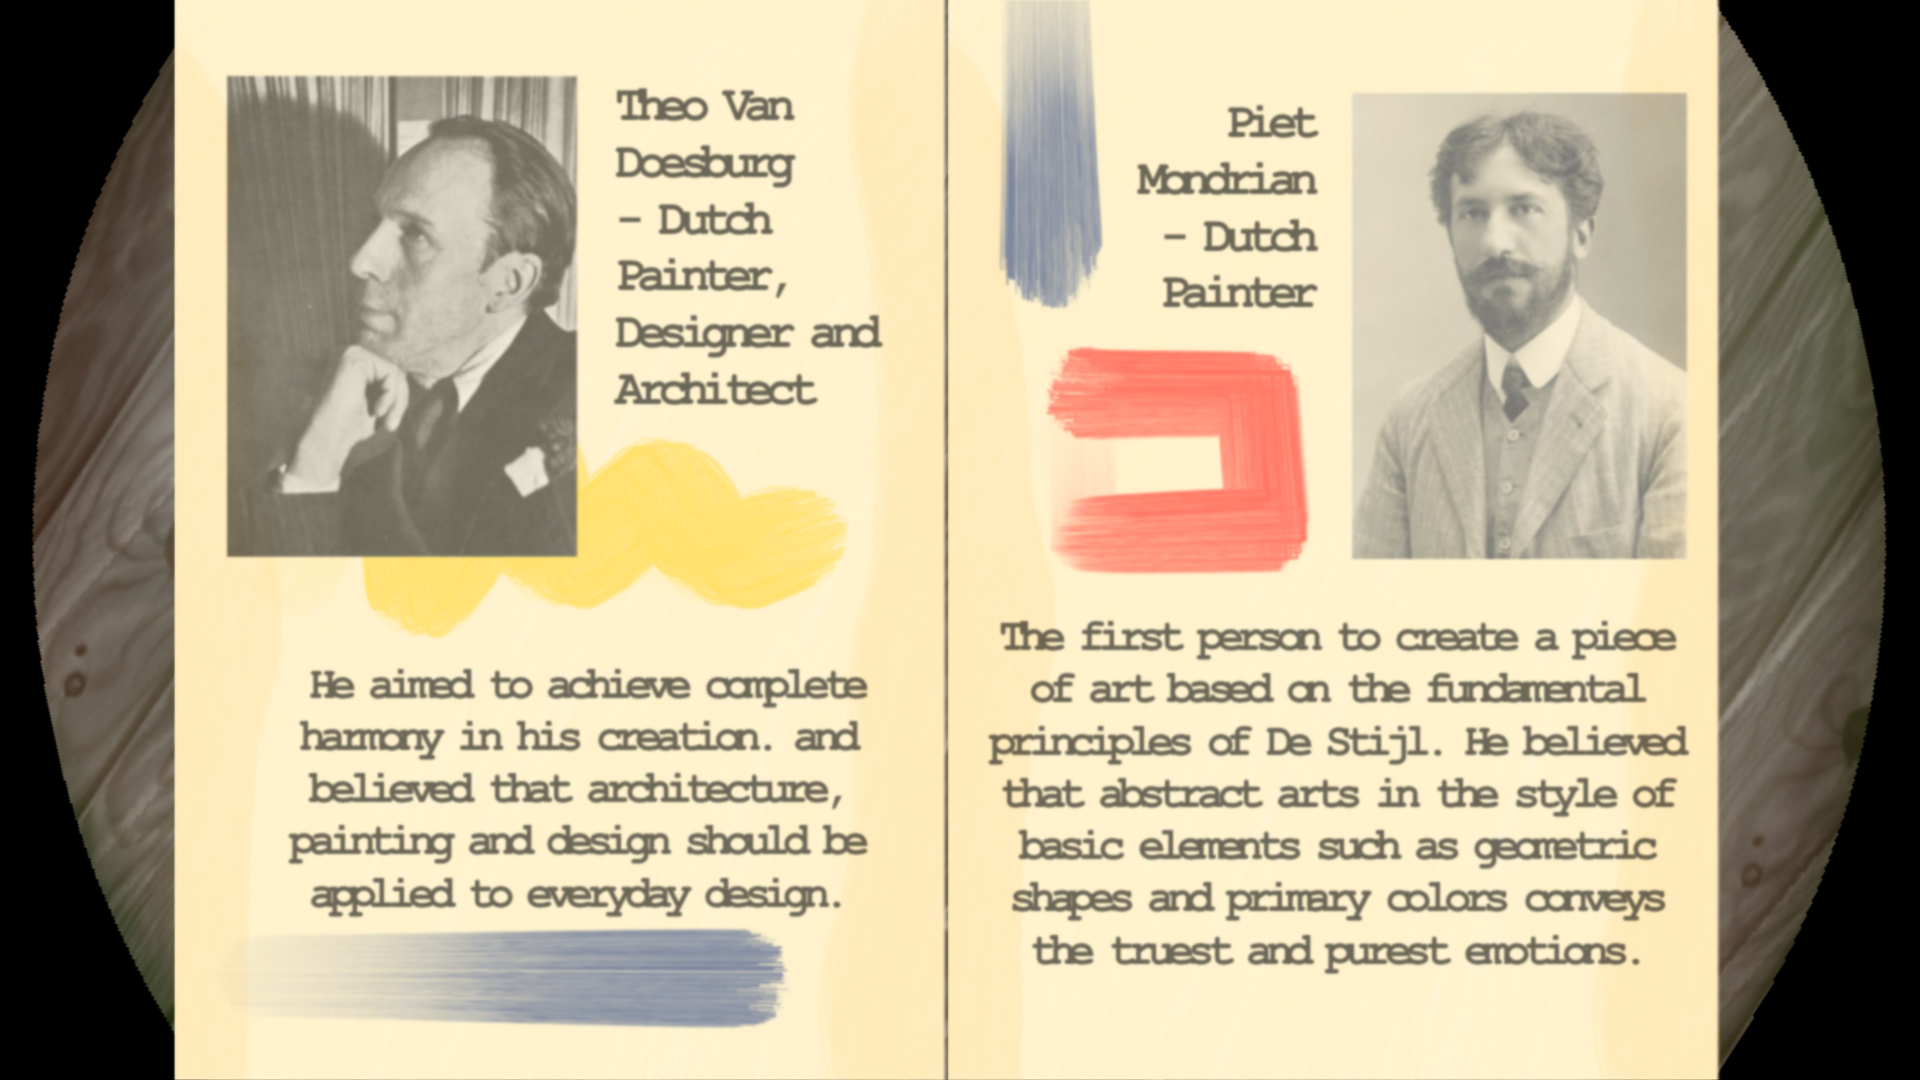 Theo Van
Doesburg
- Dutch
Painter,
Designer and
Architect
He aimed to achieve complete
harmony in his creation. and
believed that architecture,
painting and design should be
applied to everyday design.
Piet
Mondrian
- Dutch
Painter
The first person to create a piece
of art based on the fundamental
principles of De Stijl. He believed
that abstract arts in the style of
basic elements such as geometric
shapes and primary colors conveys
the truest and purest emotions.